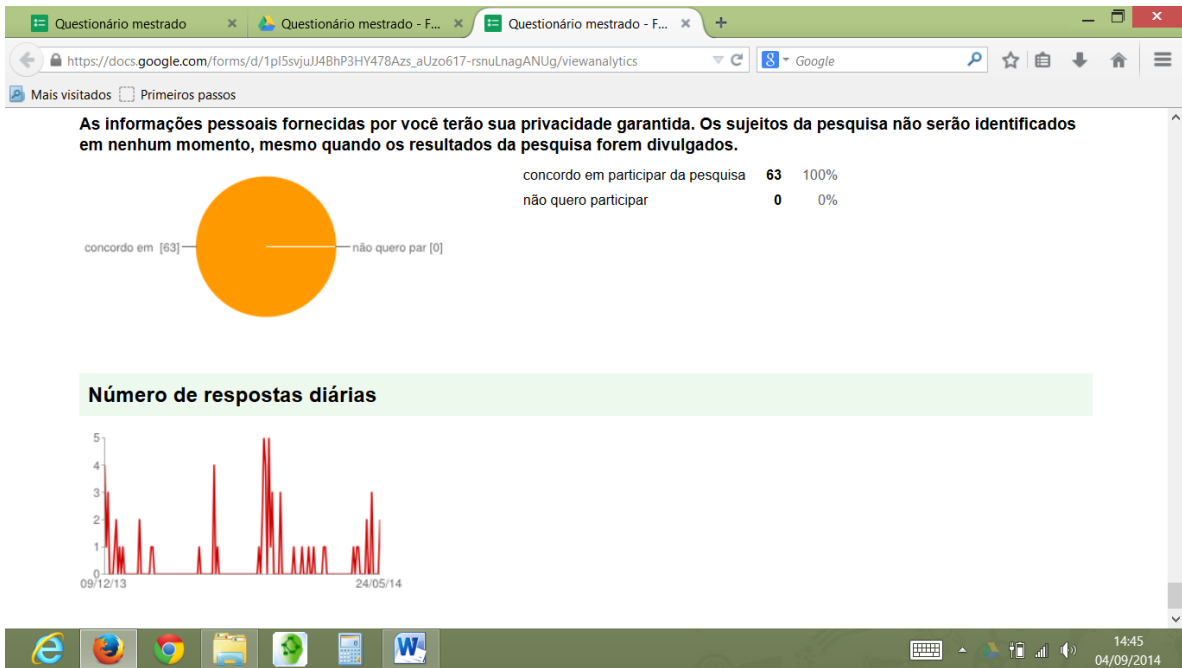 Questionário mestrado
Questionário mestrado - F...
Questionário mestrado - F...
https://docs.google.com/forms/d/1pI5svjuJJ4BhP3HY478Azs_aUzo617-rsnuLnagANUg/viewanalytics
8
Google
Mais visitados
Primeiros passos
As informações pessoais fornecidas por você terão sua privacidade garantida. Os sujeitos da pesquisa não serão identificados
em nenhum momento, mesmo quando os resultados da pesquisa forem divulgados.
concordo em participar da pesquisa 63 100%
não quero participar 0 0%
concordo em [63]
não quero par [0]
Número de respostas diárias
5
4
3
2
1
0
09/12/13
24/05/14
W
14:45
04/09/2014